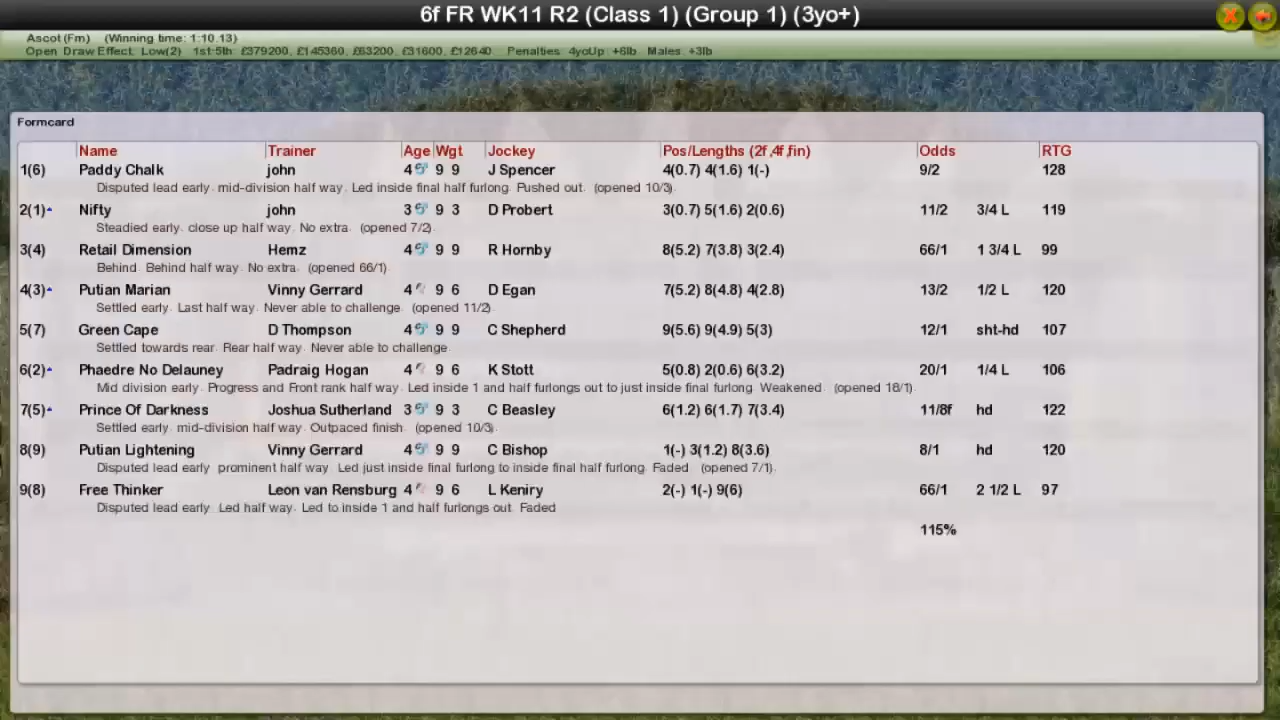 6f FR WK11 R2 (Class 1) (Group 1) (3yo+)
Ascot(Fm) (Winning time: 1:10.13)
Open Draw Effect, Low(2) 1st:5th: £379200, £145360, £63200, £31600, £12640 Penalties: 4yoUp: +6lb Males: +3lb
Formcard
Name Trainer Age Wgt Jockey Pos/Lengths (2f,4f,fin) Odds RTG
1(6) Paddy Chalk john 4 9 9 J Spencer 4(0.7) 4(1.6) 1(-) 9/2 128
Disputed lead early. mid-division half way. Led inside final half furlong. Pushed out. (opened 10/3).
2(1) Nifty john 3 9 3 D Probert 3(0.7) 5(1.6) 2(0.6) 11/2 3/4 L 119
Steadied early. close up half way. No extra. (opened 7/2).
3(4) Retail Dimension Hemz 4 9 9 R Hornby 8(5.2) 7(3.8) 3(2.4) 66/1 1 3/4 L 99
Behind. Behind half way. No extra. (opened 66/1)
4(3) Putian Marian Vinny Gerrard 4 9 6 D Egan 7(5.2) 8(4.8) 4(2.8) 13/2 1/2 L 120
Settled early. Last half way. Never able to challenge. (opened 11/2).
5(7) Green Cape D Thompson 4 9 9 C Shepherd 9(5.6) 9(4.9) 5(3) 12/1 sht-hd 107
Settled towards rear. Rear half way. Never able to challenge.
6(2) Phaedre No Delauney Padraig Hogan 4 9 6 K Stott 5(0.8) 2(0.6) 6(3.2) 20/1 1/4 L 106
Mid division early. Progress and Front rank half way. Led inside 1 and half furlongs out to just inside final furlong. Weakened. (opened 18/1).
7(5) Prince Of Darkness Joshua Sutherland 3 9 3 C Beasley 6(1.2) 6(1.7) 7(3.4) 11/8f hd 122
Settled early. mid-division half way. Outpaced finish. (opened 10/3).
8(9) Putian Lightening Vinny Gerrard 4 9 9 C Bishop 1(-) 3(1.2) 8(3.6) 8/1 hd 120
Disputed lead early. prominent half way. Led just inside final furlong to inside final half furlong. Faded. (opened 7/1).
9(8) Free Thinker Leon van Rensburg 4 9 6 L Keniry 2(-) 1(-) 9(6) 66/1 2 1/2 L 97
Disputed lead early. Led half way. Led to inside 1 and half furlongs out. Faded.
115%